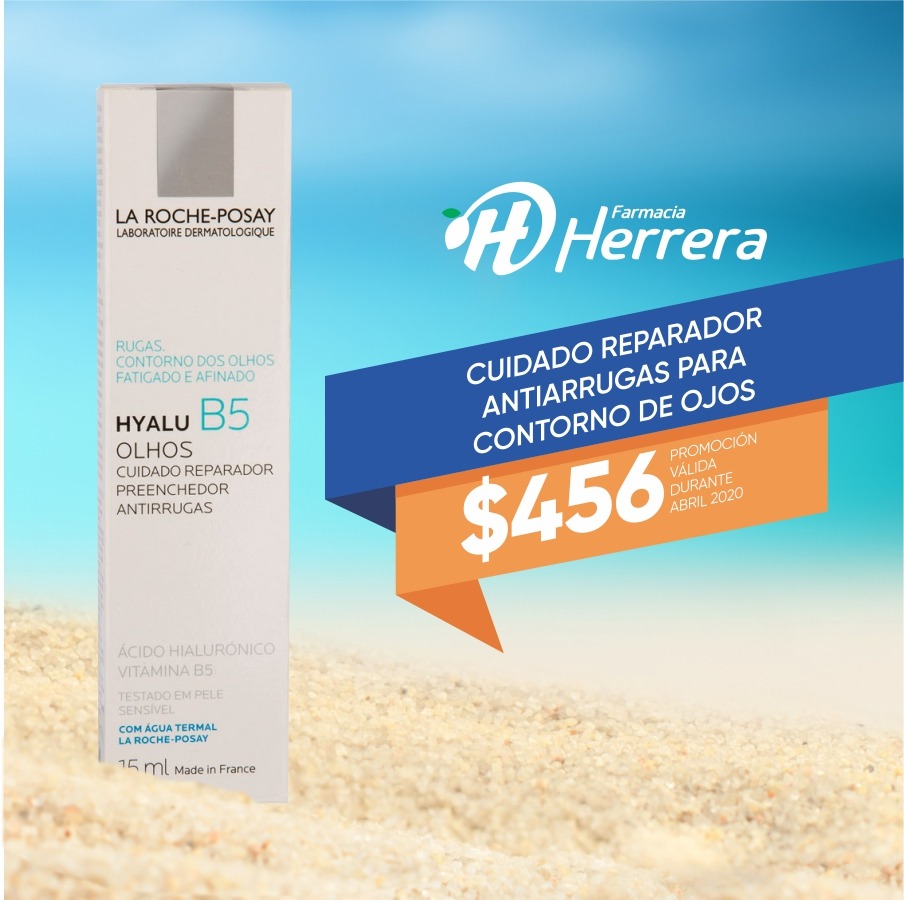 LA ROCHE-POSAY
LABORATOIRE DERMATOLOGIQUE
RUGAS.
CONTORNO DOS OLHOS
FATIGADO E AFINADO
HYALU B5
OLHOS
CUIDADO REPARADOR
PREENCHEDOR
ANTIRRUGAS
ÁCIDO HIALURÓNICO
VITAMINA B5
TESTADO EM PELE
SENSÍVEL
COM ÁGUA TERMAL
LA ROCHE-POSAY
15 ml Made in France
H Farmacia
Herrera
CUIDADO REPARADOR
ANTIARRUGAS PARA
CONTORNO DE OJOS
$456
PROMOCIÓN
VÁLIDA
DURANTE
ABRIL 2020